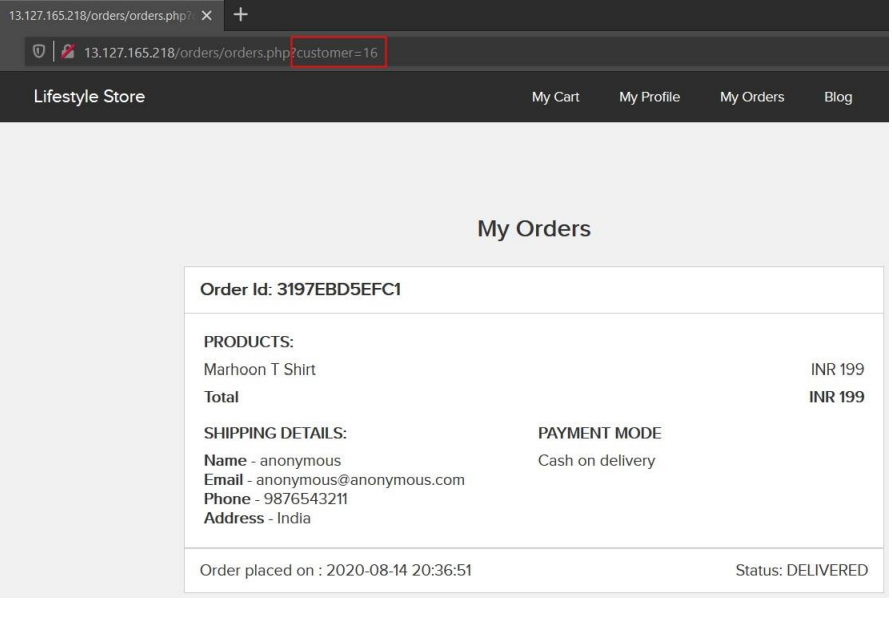 13.127.165.218/orders/orders.php?
13.127.165.218/orders/orders.php?customer=16
Lifestyle Store My Cart My Profile My Orders Blog
My Orders
Order Id: 3197EBD5EFC1
PRODUCTS:
Marhoon T Shirt INR 199
Total INR 199
SHIPPING DETAILS: PAYMENT MODE
Name - anonymous Cash on delivery
Email - anonymous@anonymous.com
Phone - 9876543211
Address - India
Order placed on : 2020-08-14 20:36:51 Status: DELIVERED